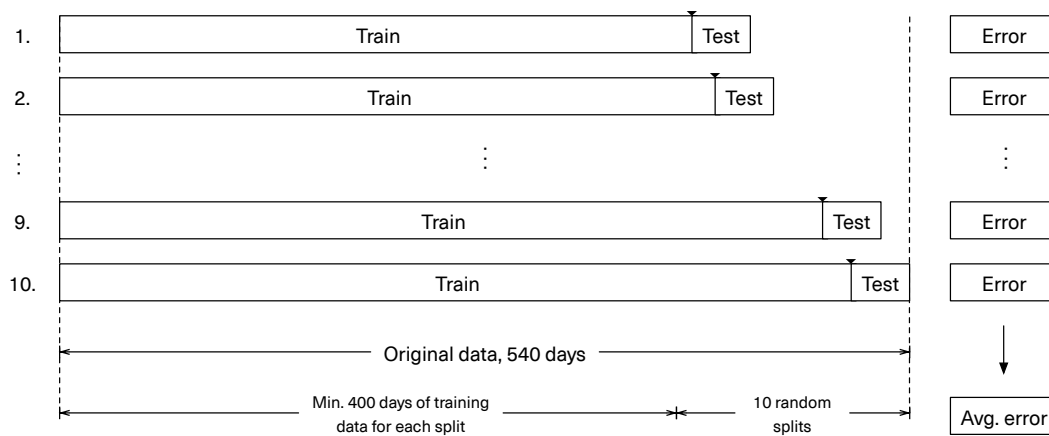 1. Train Test Error
2. Train Test Error
⋮ ⋮ ⋮
9. Train Test Error
10. Train Test Error
Original data, 540 days
Min. 400 days of training
data for each split
10 random
splits
Avg. error